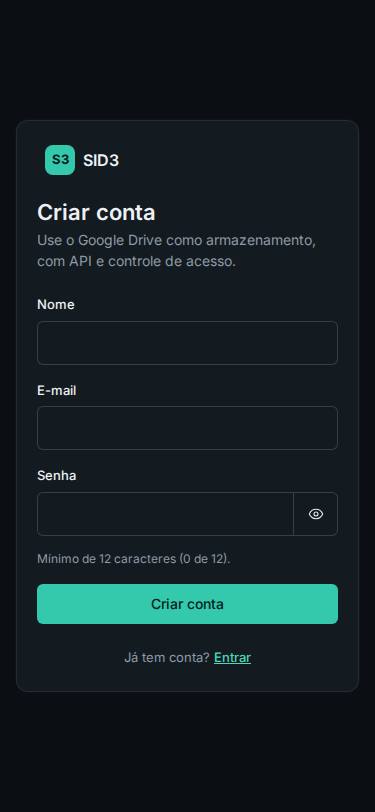 S3 SID3
Criar conta
Use o Google Drive como armazenamento,
com API e controle de acesso.
Nome
E-mail
Senha
Mínimo de 12 caracteres (0 de 12).
Criar conta
Já tem conta? Entrar